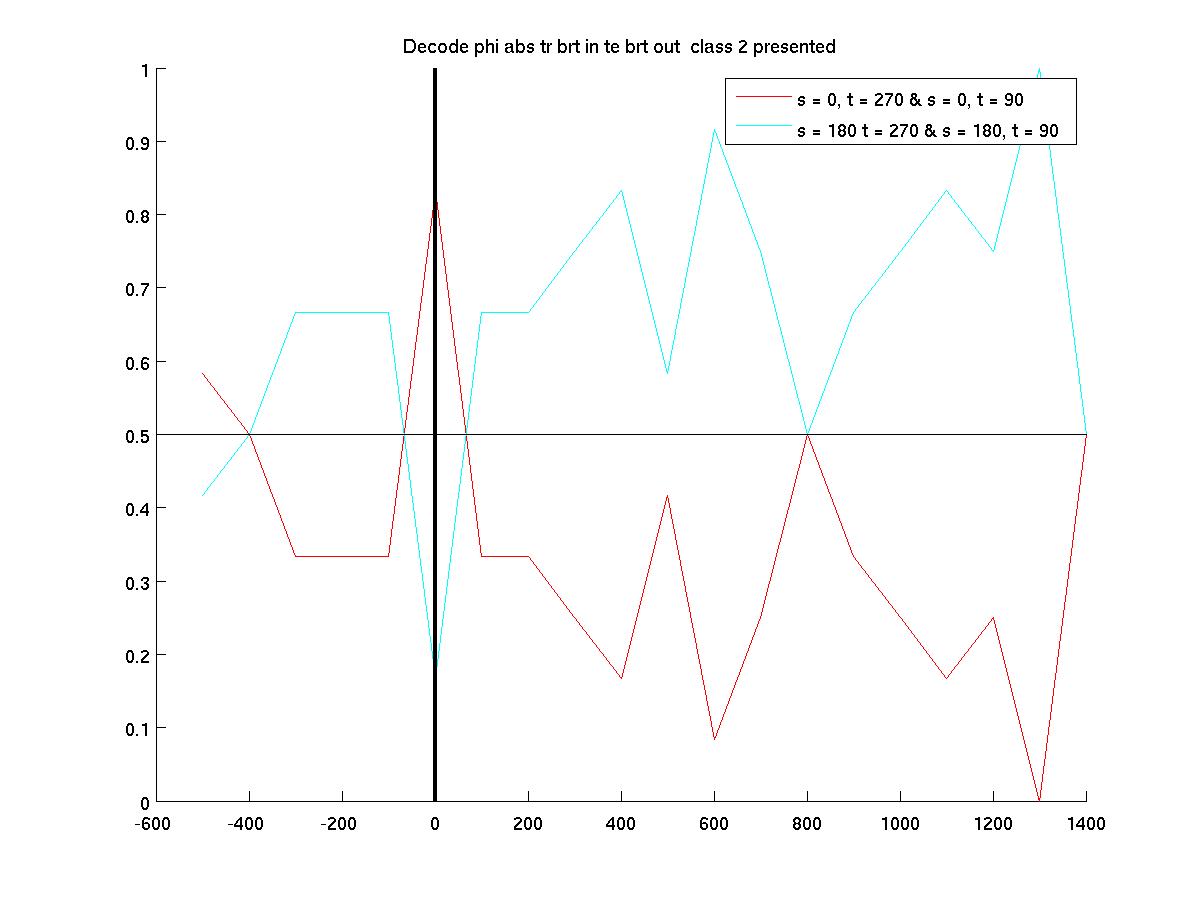 Decode phi abs tr brt in te brt out  class 2 presented
s = 0, t = 270 & s = 0, t = 90
s = 180 t = 270 & s = 180, t = 90
1
0.9
0.8
0.7
0.6
0.5
0.4
0.3
0.2
0.1
0
-600 -400 -200 0 200 400 600 800 1000 1200 1400